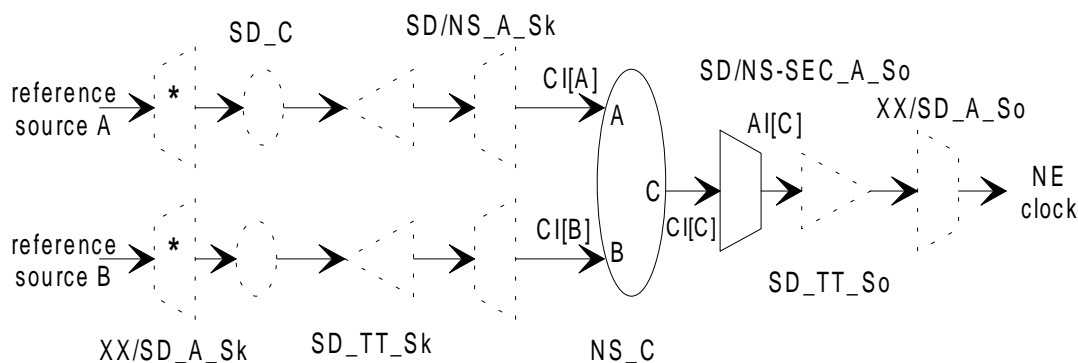 SD_C
SD/NS_A_Sk
SD/NS-SEC_A_So
XX/SD_A_So
reference
source A
*
CI[A]
A
AI[C]
C
CI[C]
NE
clock
reference
source B
*
CI[B]
B
XX/SD_A_Sk
SD_TT_Sk
NS_C
SD_TT_So